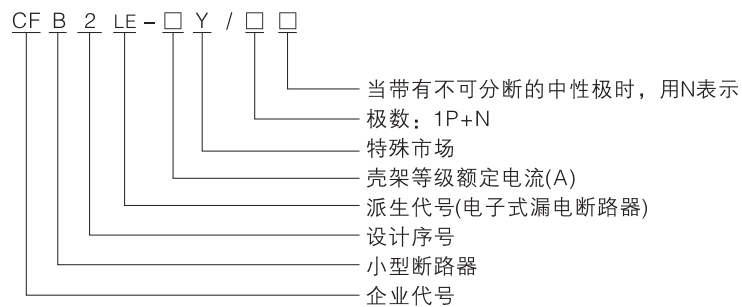 CF B 2 LE-□ Y / □ □
当带有不可分断的中性极时，用N表示
极数：1P+N
特殊市场
壳架等级额定电流(A)
派生代号(电子式漏电断路器)
设计序号
小型断路器
企业代号